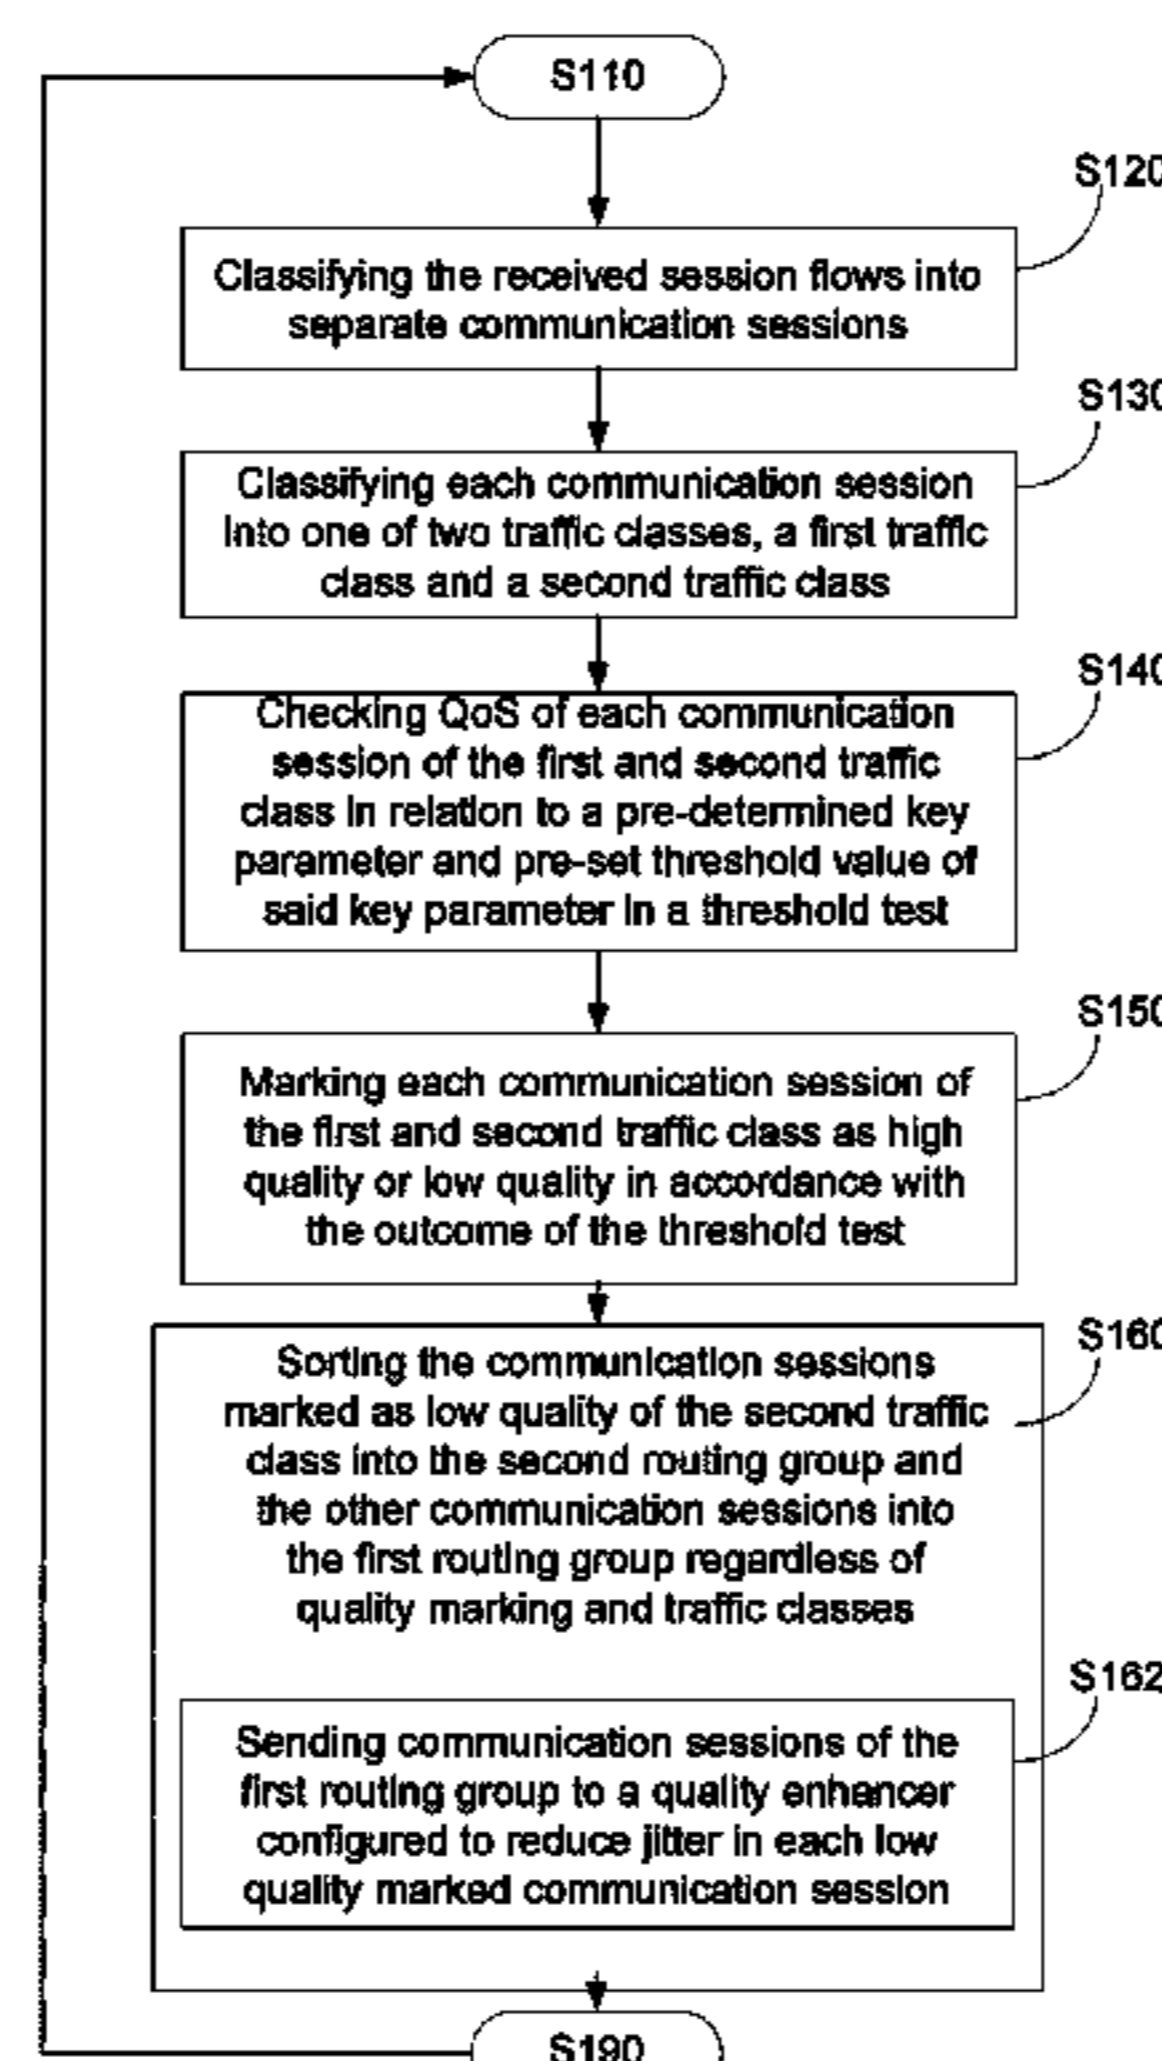 S110
S120
Classifying the received session flows into
separate communication sessions
S130
Classifying each communication session
into one of two traffic classes, a first traffic
class and a second traffic class
S140
Checking QoS of each communication
session of the first and second traffic
class in relation to a pre-determined key
parameter and pre-set threshold value of
said key parameter in a threshold test
S150
Marking each communication session of
the first and second traffic class as high
quality or low quality in accordance with
the outcome of the threshold test
S160
Sorting the communication sessions
marked as low quality of the second traffic
class into the second routing group and
the other communication sessions into
the first routing group regardless of
quality marking and traffic classes
S162
Sending communication sessions of the
first routing group to a quality enhancer
configured to reduce jitter in each low
quality marked communication session
S190